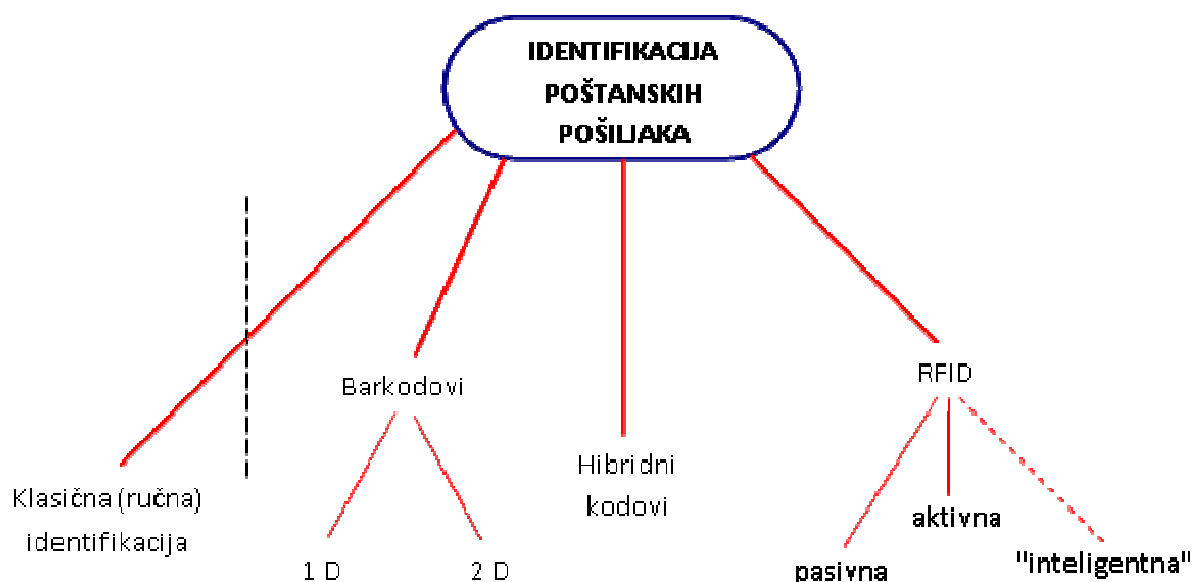 IDENTIFIKACIJA
POŠTANSKIH
POŠILJAKA
Klasična (ručna)
identifikacija
Barkodovi
1 D
2 D
Hibridni
kodovi
RFID
pasivna
aktivna
"inteligentna"